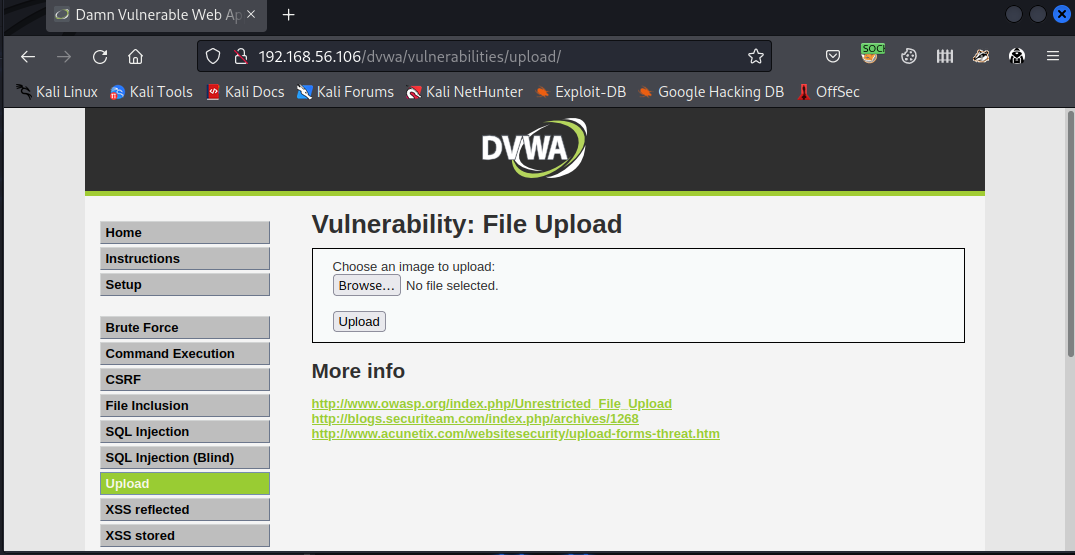 Damn Vulnerable Web Ap
192.168.56.106/dvwa/vulnerabilities/upload/
SOC
Kali Linux Kali Tools Kali Docs Kali Forums Kali NetHunter Exploit-DB Google Hacking DB OffSec
DVWA
Vulnerability: File Upload
Home
Instructions
Setup
Brute Force
Command Execution
CSRF
File Inclusion
SQL Injection
SQL Injection (Blind)
Upload
XSS reflected
XSS stored
Choose an image to upload:
Browse... No file selected.
Upload
More info
http://www.owasp.org/index.php/Unrestricted_File_Upload
http://blogs.securiteam.com/index.php/archives/1268
http://www.acunetix.com/websitesecurity/upload-forms-threat.htm